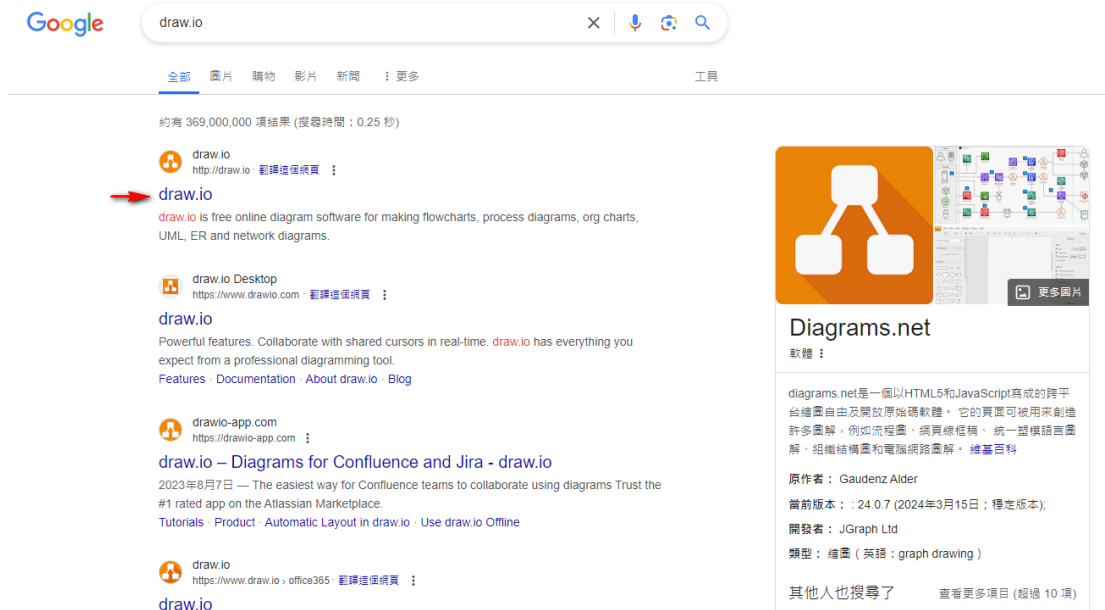 Google
draw.io
全部 圖片 購物 影片 新聞 更多 工具
約有 369,000,000 項結果 (搜尋時間：0.25 秒)
draw.io
http://draw.io · 翻譯這個網頁
draw.io
draw.io is free online diagram software for making flowcharts, process diagrams, org charts,
UML, ER and network diagrams.
draw.io Desktop
https://www.drawio.com · 翻譯這個網頁
draw.io
Powerful features. Collaborate with shared cursors in real-time. draw.io has everything you
expect from a professional diagramming tool.
Features · Documentation · About draw.io · Blog
drawio-app.com
https://drawio-app.com
draw.io – Diagrams for Confluence and Jira - draw.io
2023年8月7日 — The easiest way for Confluence teams to collaborate using diagrams Trust the
#1 rated app on the Atlassian Marketplace.
Tutorials · Product · Automatic Layout in draw.io · Use draw.io Offline
draw.io
https://www.draw.io › office365 · 翻譯這個網頁
draw.io
更多圖片
Diagrams.net
軟體
diagrams.net是一個以HTML5和JavaScript寫成的跨平
台繪圖自由及開放原始碼軟體。 它的頁面可被用來創造
許多圖解，例如流程圖、網頁線框稿、 統一塑模語言圖
解、組織結構圖和電腦網路圖解。 維基百科
原作者： Gaudenz Alder
當前版本： : 24.0.7 (2024年3月15日；穩定版本);
開發者： JGraph Ltd
類型： 繪圖（英語：graph drawing）
其他人也搜尋了 查看更多項目 (超過 10 項)